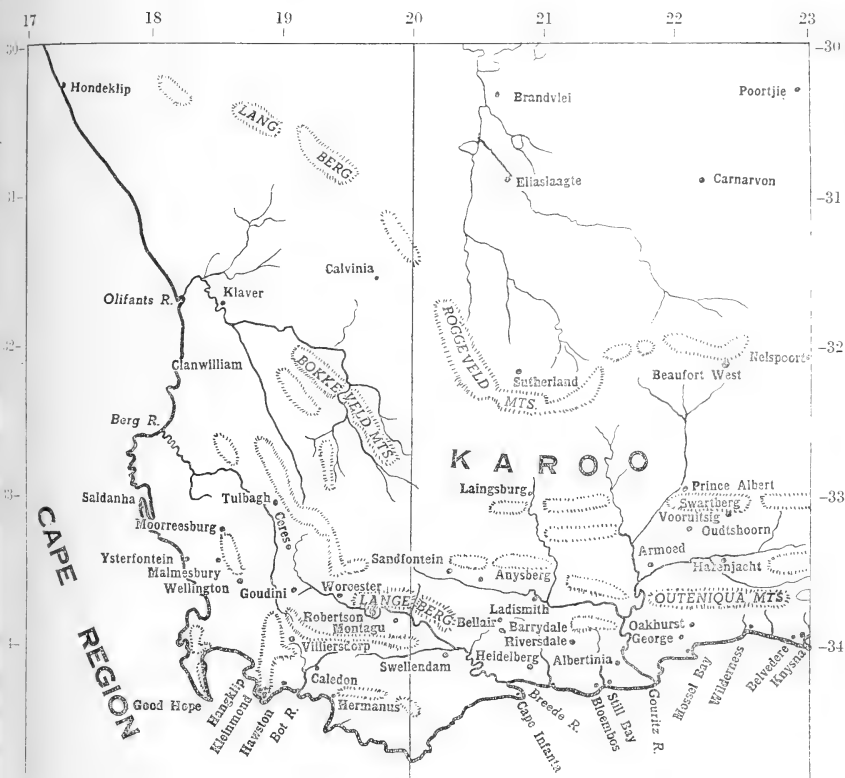 17 18 19 20 21 22 23
30 -30
Hondeklip
Brandvlei
Poortjie
LANG
BERG
31 -31
Eliaslaagte
Carnarvon
Calvinia
Olifants R.
Klaver
ROGGEVELD
MTS.
32 -32
Clanwilliam
BOKKEVELD MTS.
Sutherland
Nelspoort
Beaufort West
Berg R.
KAROO
Laingsburg
Prince Albert
33 -33
Saldanha
Tulbagh
Swartberg
Vooruitsig
Oudtshoorn
Moorreesburg
Ceres
Armoed
CAPE
REGION
Ysterfontein
Malmesbury
Wellington
Sandfontein
Hazenjacht
Anysberg
Goudini
Worcester
LANGEBERG
Ladismith
OUTENIQUA MTS.
Robertson
Montagu
Bellair
Barrydale
Riversdale
Oakhurst
George
34 -34
Villierscorp
Swellendam
Heidelberg
Albertinia
Good Hope
Caledon
Hermanus
Hangklip
Kleinmond
Hawston
Bot R.
Breede R.
Cape Infanta
Bloembos
Still Bay
Gouritz R.
Mossel Bay
Wilderness
Belvedere
Knysna